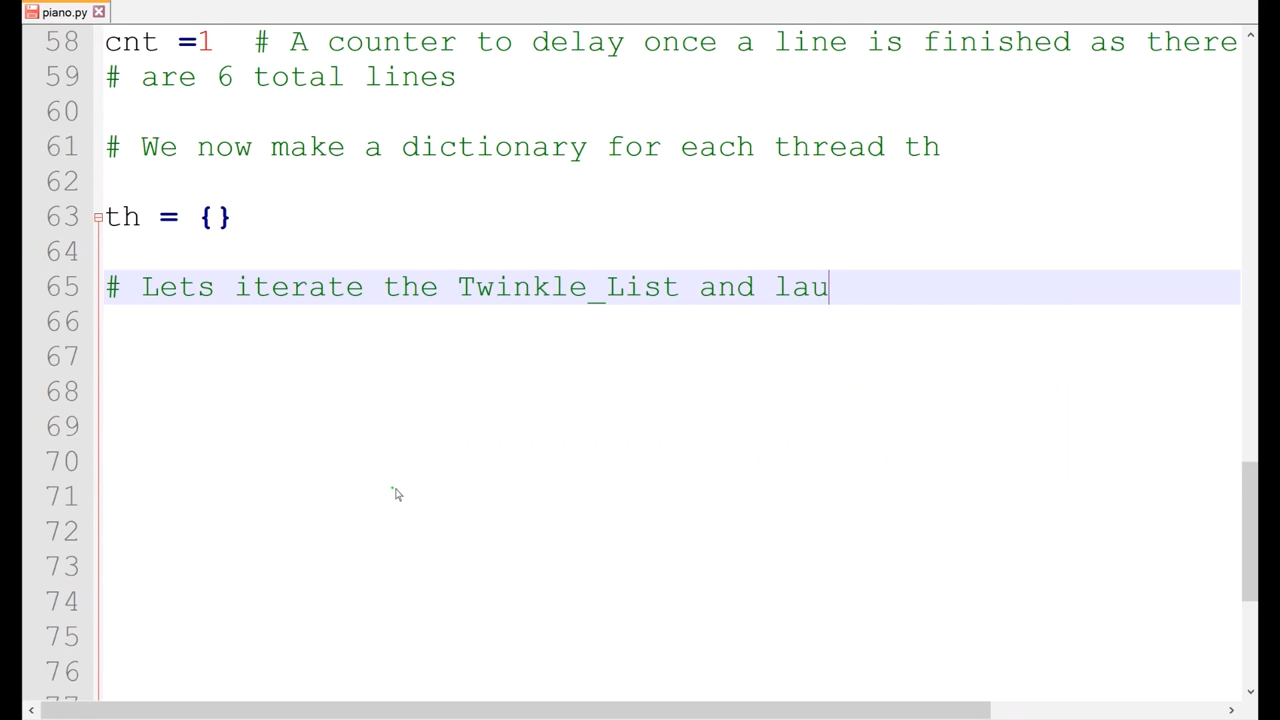 piano.py
58 cnt =1 # A counter to delay once a line is finished as there
59 # are 6 total lines
60
61 # We now make a dictionary for each thread th
62
63 th = {}
64
65 # Lets iterate the Twinkle_List and lau
66
67
68
69
70
71
72
73
74
75
76